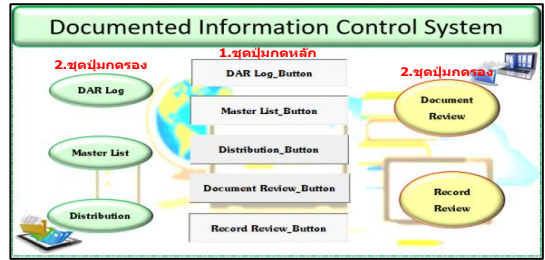 Documented Information Control System
1.ชุดปุ่มกดหลัก
2.ชุดปุ่มกดรอง
2.ชุดปุ่มกดรอง
DAR Log
Master List
Distribution
DAR Log_Button
Master List_Button
Distribution_Button
Document Review_Button
Record Review_Button
Document
Review
Record
Review